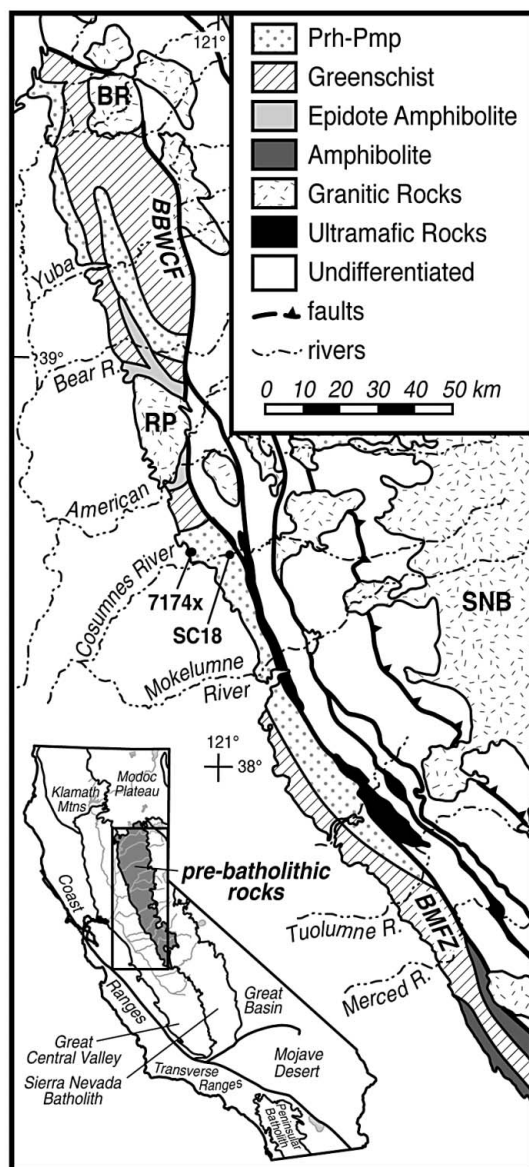 121°
Prh-Pmp
Greenschist
Epidote Amphibolite
Amphibolite
Granitic Rocks
Ultramafic Rocks
Undifferentiated
faults
rivers
0 10 20 30 40 50 km
BR
BBWCF
Yuba
39°
Bear R.
RP
American
Cosumnes River
7174x
SC18
SNB
Mokelumne
River
121°
38°
BMFZ
Tuolumne R.
Merced R.
Klamath
Mtns
Modoc
Plateau
pre-batholithic
rocks
Coast
Ranges
Great
Basin
Great
Central Valley
Sierra Nevada
Batholith
Mojave
Desert
Transverse
Ranges
Peninsular
Batholith